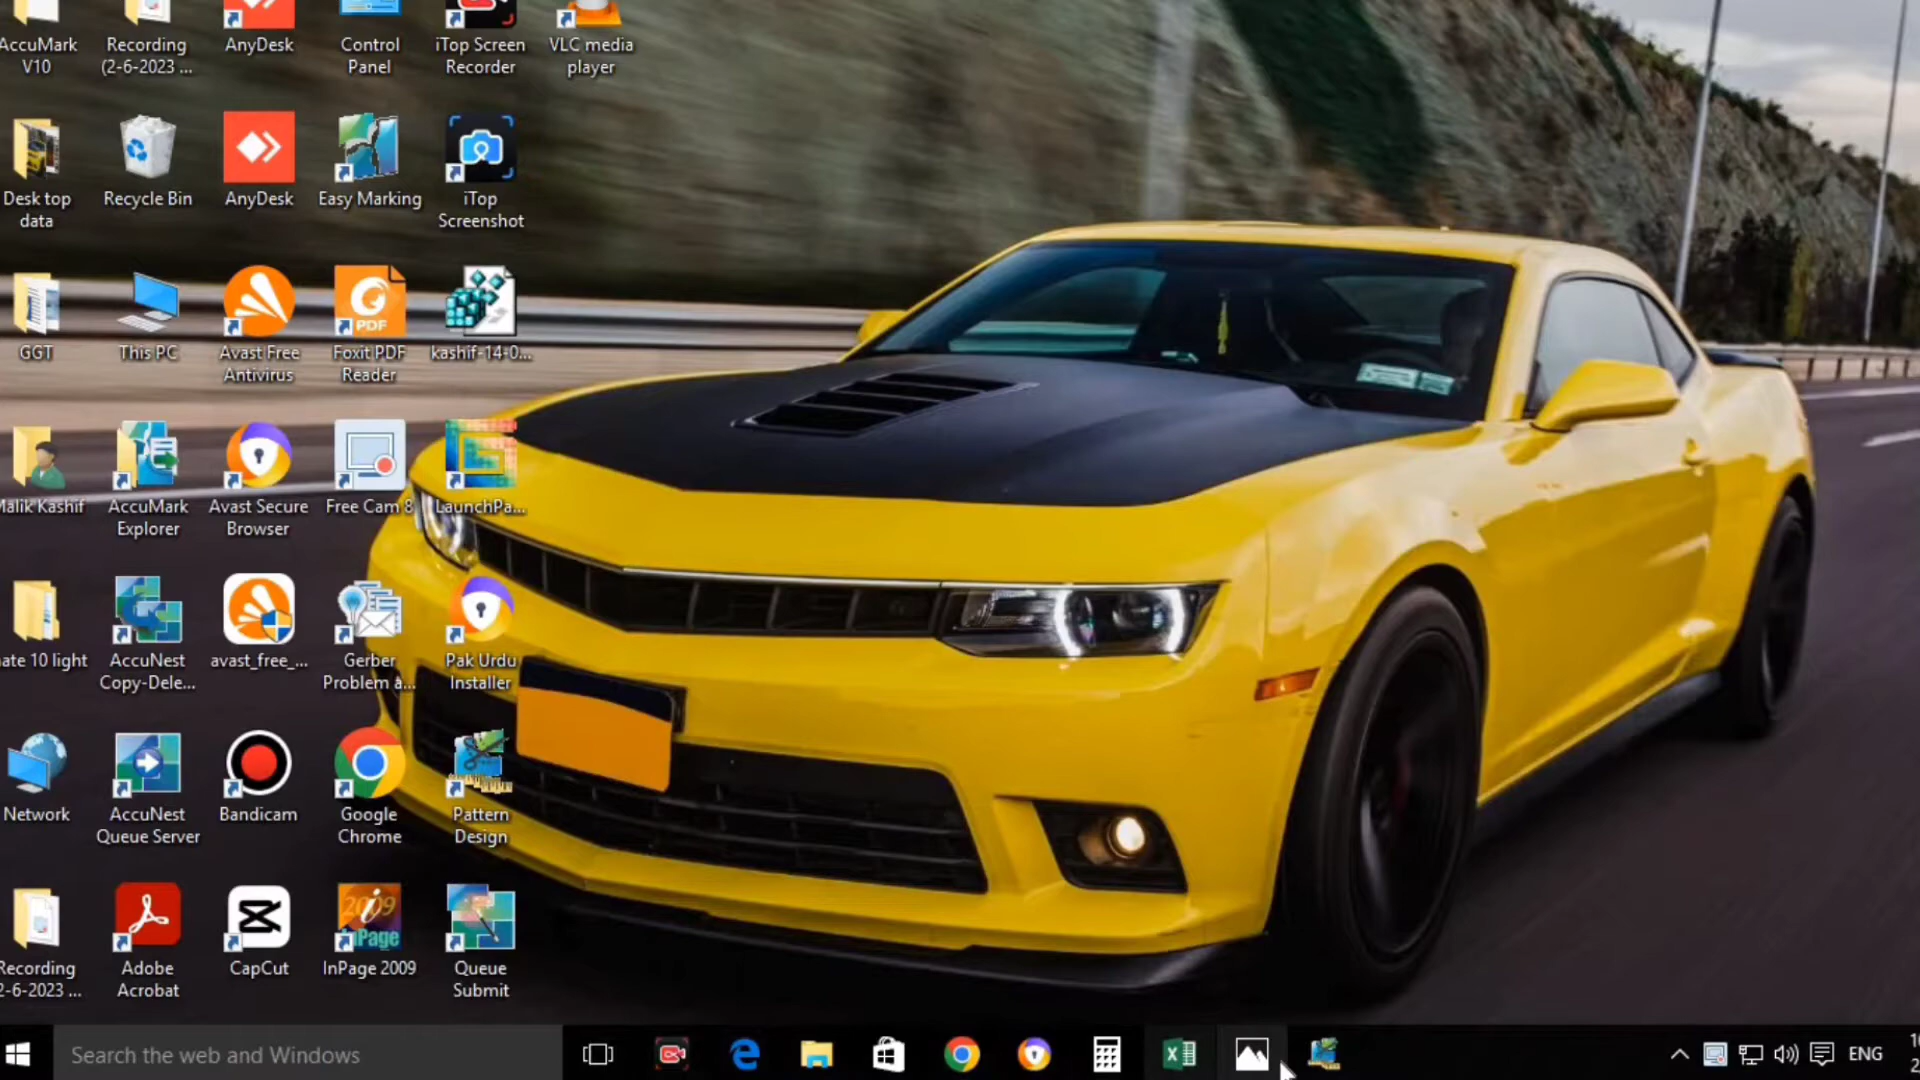 AccuMark
V10
Recording
(2-6-2023 ...
AnyDesk
Control
Panel
iTop Screen
Recorder
VLC media
player
Desk top
data
Recycle Bin
AnyDesk
Easy Marking
iTop
Screenshot
GGT
This PC
Avast Free
Antivirus
PDF
Foxit PDF
Reader
kashif-14-0...
Malik Kashif
AccuMark
Explorer
Avast Secure
Browser
Free Cam 8
LaunchPa...
ate 10 light
AccuNest
Copy-Dele...
avast_free_...
Gerber
Problem a...
Pak Urdu
Installer
Network
AccuNest
Queue Server
Bandicam
Google
Chrome
Pattern
Design
Recording
2-6-2023 ...
Adobe
Acrobat
CapCut
2009
InPage
InPage 2009
Queue
Submit
Search the web and Windows
ENG